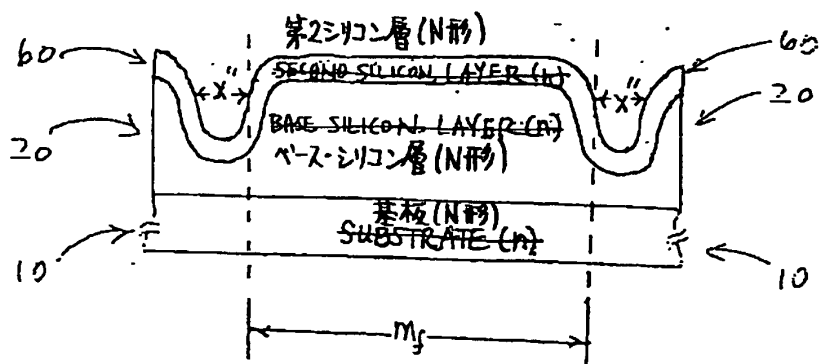 第2シリコン層(N形)
60
SECOND SILICON LAYER (n)
60
x"
x"
20
BASE SILICON LAYER (n)
20
ベース・シリコン層(N形)
基板(N形)
SUBSTRATE (n)
10
10
mf